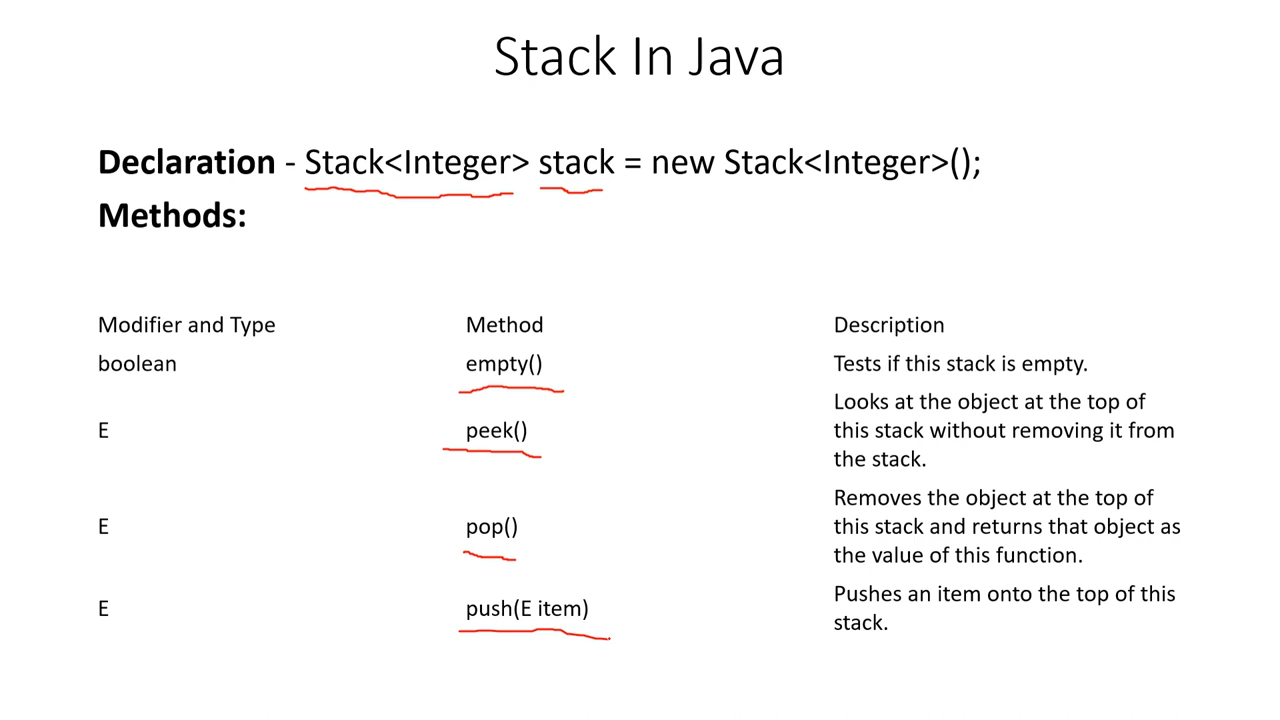 Stack In Java
Declaration - Stack<Integer> stack = new Stack<Integer>();
Methods:
Modifier and Type Method Description
boolean empty() Tests if this stack is empty.
E peek() Looks at the object at the top of
this stack without removing it from
the stack.
E pop() Removes the object at the top of
this stack and returns that object as
the value of this function.
E push(E item) Pushes an item onto the top of this
stack.